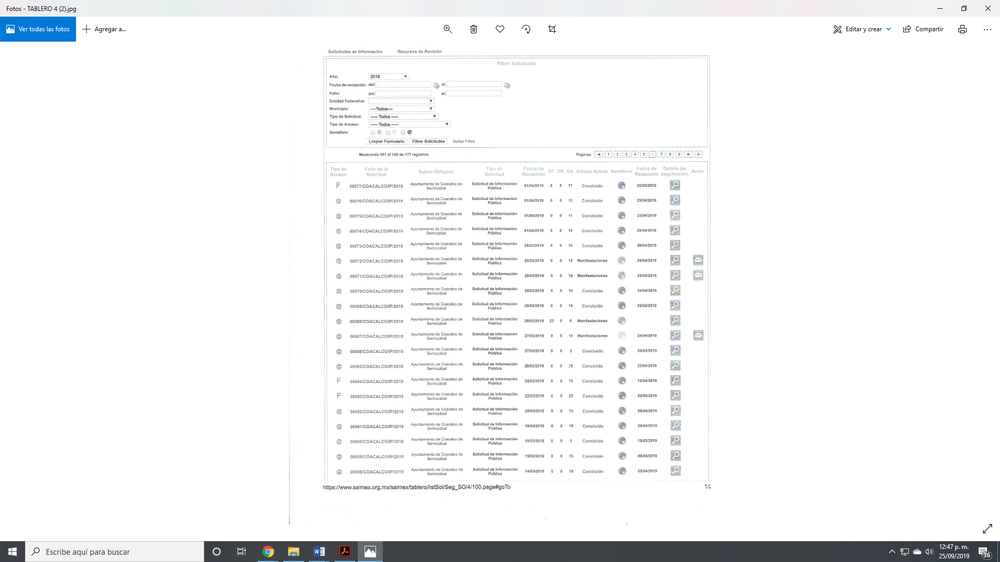 Fotos - TABLERO 4 (2).jpg
Ver todas las fotos
Agregar a...
Editar y crear
Compartir
Solicitudes de Información Recursos de Revisión
Filtrar Solicitudes
Año: 2019
Fecha de recepción: del: al:
Folio: del: al:
Entidad Federativa:
Municipio: ----Todos----
Tipo de Solicitud: ----- Todos -----
Tipo de Acceso: ----- Todos -----
Semáforo:
Limpiar Formulario Filtrar Solicitudes Quitar Filtro
Mostrando 101 al 120 de 177 registros Páginas ◄ 1 2 3 4 5 6 7 8 9 ► Ir
Tipo de Acceso Folio de la Solicitud Sujeto Obligado Tipo de Solicitud Fecha de Recepción DT DR DA Estado Actual Semáforo Fecha de Respuesta Detalle del seguimiento Aviso
F 00077/COACALCO/IP/2019 Ayuntamiento de Coacalco de Berriozábal Solicitud de Información Pública 01/04/2019 0 0 17 Concluido 02/05/2019
@ 00076/COACALCO/IP/2019 Ayuntamiento de Coacalco de Berriozábal Solicitud de Información Pública 01/04/2019 0 0 13 Concluido 25/04/2019
@ 00075/COACALCO/IP/2019 Ayuntamiento de Coacalco de Berriozábal Solicitud de Información Pública 01/04/2019 0 0 11 Concluido 23/04/2019
@ 00074/COACALCO/IP/2019 Ayuntamiento de Coacalco de Berriozábal Solicitud de Información Pública 01/04/2019 0 0 15 Concluido 29/04/2019
@ 00073/COACALCO/IP/2019 Ayuntamiento de Coacalco de Berriozábal Solicitud de Información Pública 29/03/2019 0 0 16 Concluido 29/04/2019
@ 00072/COACALCO/IP/2019 Ayuntamiento de Coacalco de Berriozábal Solicitud de Información Pública 29/03/2019 0 0 15 Manifestaciones 26/04/2019
@ 00071/COACALCO/IP/2019 Ayuntamiento de Coacalco de Berriozábal Solicitud de Información Pública 28/03/2019 0 0 15 Manifestaciones 25/04/2019
@ 00070/COACALCO/IP/2019 Ayuntamiento de Coacalco de Berriozábal Solicitud de Información Pública 28/03/2019 0 0 14 Concluido 24/04/2019
@ 00069/COACALCO/IP/2019 Ayuntamiento de Coacalco de Berriozábal Solicitud de Información Pública 28/03/2019 0 0 15 Concluido 25/04/2019
@ 00068/COACALCO/IP/2019 Ayuntamiento de Coacalco de Berriozábal Solicitud de Información Pública 28/03/2019 23 0 0 Manifestaciones
@ 00067/COACALCO/IP/2019 Ayuntamiento de Coacalco de Berriozábal Solicitud de Información Pública 27/03/2019 0 0 15 Manifestaciones 24/04/2019
@ 00066/COACALCO/IP/2019 Ayuntamiento de Coacalco de Berriozábal Solicitud de Información Pública 27/03/2019 0 0 2 Concluido 29/03/2019
@ 00065/COACALCO/IP/2019 Ayuntamiento de Coacalco de Berriozábal Solicitud de Información Pública 26/03/2019 0 0 15 Concluido 23/04/2019
F 00064/COACALCO/IP/2019 Ayuntamiento de Coacalco de Berriozábal Solicitud de Información Pública 22/03/2019 0 0 15 Concluido 12/04/2019
F 00063/COACALCO/IP/2019 Ayuntamiento de Coacalco de Berriozábal Solicitud de Información Pública 22/03/2019 0 0 23 Concluido 02/05/2019
@ 00062/COACALCO/IP/2019 Ayuntamiento de Coacalco de Berriozábal Solicitud de Información Pública 20/03/2019 0 0 13 Concluido 08/04/2019
@ 00061/COACALCO/IP/2019 Ayuntamiento de Coacalco de Berriozábal Solicitud de Información Pública 19/03/2019 0 0 15 Concluido 09/04/2019
@ 00060/COACALCO/IP/2019 Ayuntamiento de Coacalco de Berriozábal Solicitud de Información Pública 19/03/2019 0 0 1 Concluido 19/03/2019
@ 00059/COACALCO/IP/2019 Ayuntamiento de Coacalco de Berriozábal Solicitud de Información Pública 15/03/2019 0 0 15 Concluido 08/04/2019
@ 00058/COACALCO/IP/2019 Ayuntamiento de Coacalco de Berriozábal Solicitud de Información Pública 14/03/2019 0 0 15 Concluido 05/04/2019
https://www.saimex.org.mx/saimex/tablero/listSol/Seg_SO/4/100.page#goTo 1/2
Escribe aquí para buscar
12:47 p. m.
25/09/2019
36